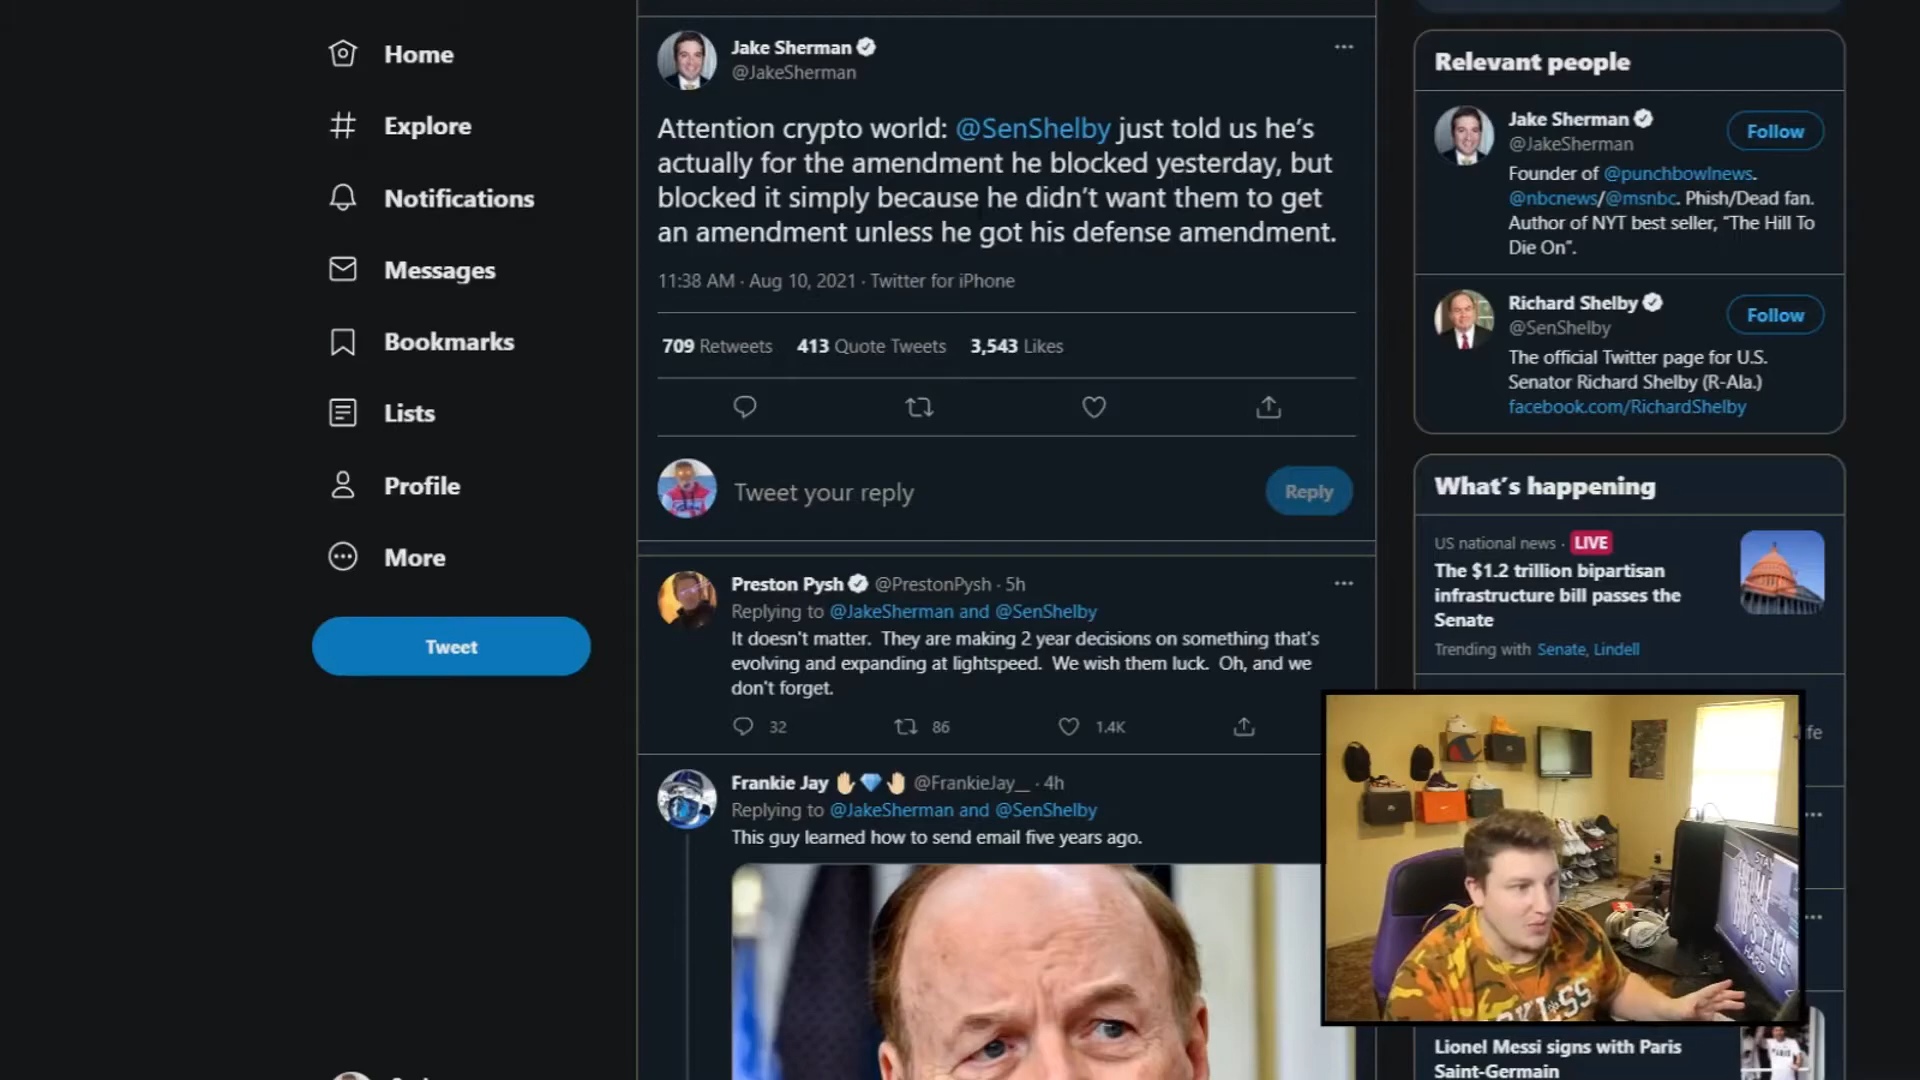 Home
Explore
Notifications
Messages
Bookmarks
Lists
Profile
More
Tweet
Jake Sherman
@JakeSherman
Attention crypto world: @SenShelby just told us he's
actually for the amendment he blocked yesterday, but
blocked it simply because he didn't want them to get
an amendment unless he got his defense amendment.
11:38 AM · Aug 10, 2021 · Twitter for iPhone
709 Retweets 413 Quote Tweets 3,543 Likes
Tweet your reply
Reply
Preston Pysh @PrestonPysh · 5h
Replying to @JakeSherman and @SenShelby
It doesn't matter. They are making 2 year decisions on something that's
evolving and expanding at lightspeed. We wish them luck. Oh, and we
don't forget.
32 86 1.4K
Frankie Jay @FrankieJay__ · 4h
Replying to @JakeSherman and @SenShelby
This guy learned how to send email five years ago.
Relevant people
Jake Sherman
@JakeSherman
Follow
Founder of @punchbowlnews.
@nbcnews/@msnbc. Phish/Dead fan.
Author of NYT best seller, "The Hill To
Die On".
Richard Shelby
@SenShelby
Follow
The official Twitter page for U.S.
Senator Richard Shelby (R-Ala.)
facebook.com/RichardShelby
What's happening
US national news · LIVE
The $1.2 trillion bipartisan
infrastructure bill passes the
Senate
Trending with Senate, Lindell
STAY
HUSTLE
HARD
Lionel Messi signs with Paris
Saint-Germain